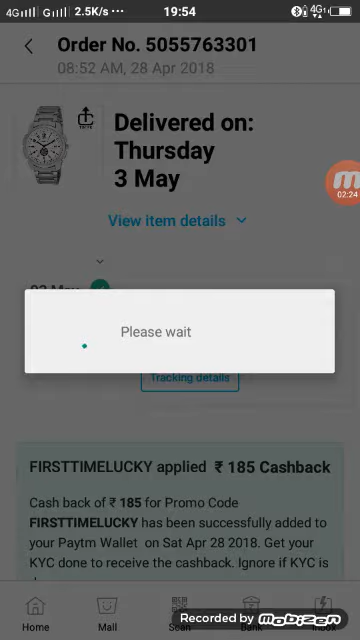 4G G 2.5K/s ··· 19:54 4G
Order No. 5055763301
08:52 AM, 28 Apr 2018
Delivered on:
Thursday
3 May
02:24
View item details
Please wait
Tracking details
FIRSTTIMELUCKY applied ₹ 185 Cashback
Cash back of ₹ 185 for Promo Code
FIRSTTIMELUCKY has been successfully added to
your Paytm Wallet on Sat Apr 28 2018. Get your
KYC done to receive the cashback. Ignore if KYC is
Home Mall Scan Bank Inbox
Recorded by mobizen